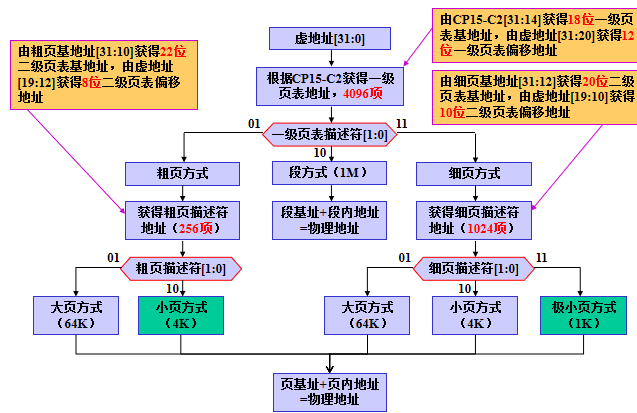 由粗页基地址[31:10]获得22位
二级页表基地址，由虚地址
[19:12]获得8位二级页表偏移
地址
虚地址[31:0]
由CP15-C2[31:14]获得18位一级页
表基地址，由虚地址[31:20]获得12
位一级页表偏移地址
根据CP15-C2获得一级
页表地址，4096项
由细页基地址[31:12]获得20位二级
页表基地址，由虚地址[19:10]获得
10位二级页表偏移地址
01
一级页表描述符[1:0]
11
10
粗页方式
段方式（1M）
细页方式
获得粗页描述符
地址（256项）
段基址+段内地址
=物理地址
获得细页描述符
地址（1024项）
01
粗页描述符[1:0]
10
01
细页描述符[1:0]
11
10
大页方式
（64K）
小页方式
（4K）
大页方式
（64K）
小页方式
（4K）
极小页方式
（1K）
页基址+页内地址
=物理地址